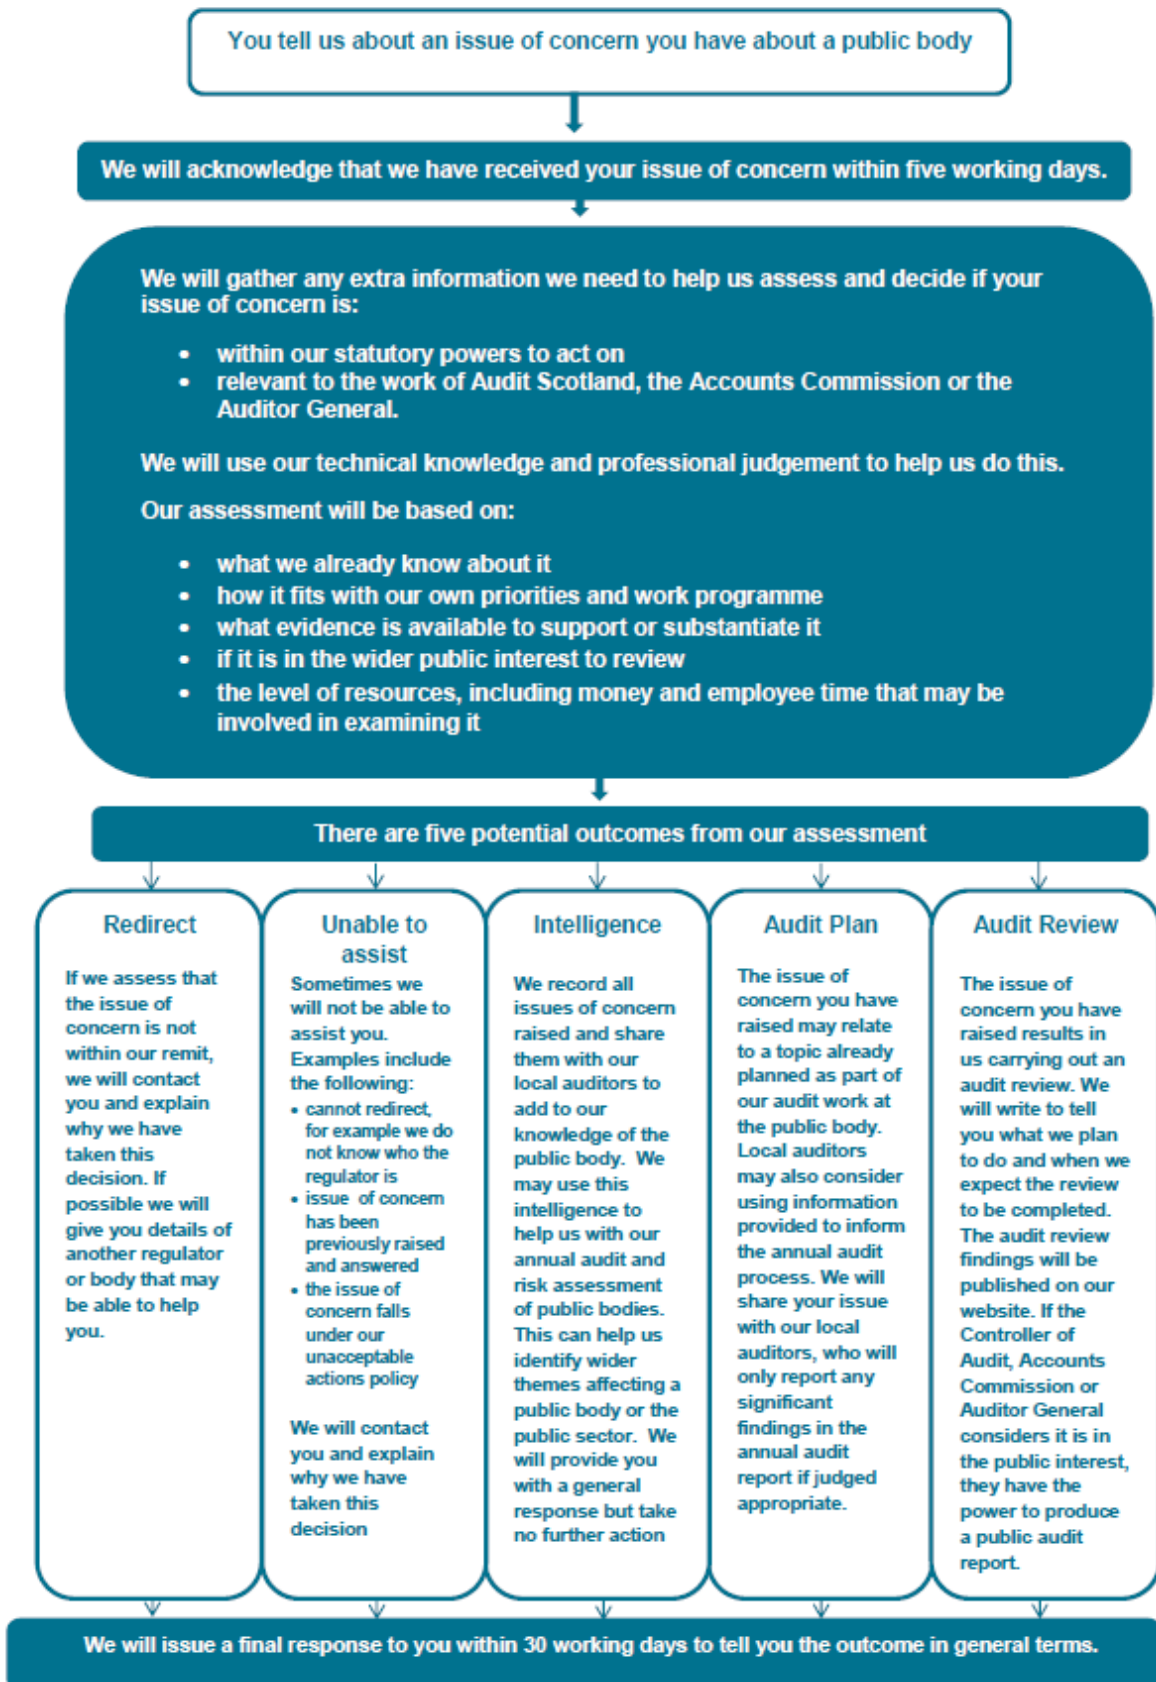 You tell us about an issue of concern you have about a public body
We will acknowledge that we have received your issue of concern within five working days.
We will gather any extra information we need to help us assess and decide if your
issue of concern is:
• within our statutory powers to act on
• relevant to the work of Audit Scotland, the Accounts Commission or the
Auditor General.
We will use our technical knowledge and professional judgement to help us do this.
Our assessment will be based on:
• what we already know about it
• how it fits with our own priorities and work programme
• what evidence is available to support or substantiate it
• if it is in the wider public interest to review
• the level of resources, including money and employee time that may be
involved in examining it
There are five potential outcomes from our assessment
Redirect
If we assess that
the issue of
concern is not
within our remit,
we will contact
you and explain
why we have
taken this
decision. If
possible we will
give you details of
another regulator
or body that may
be able to help
you.
Unable to
assist
Sometimes we
will not be able to
assist you.
Examples include
the following:
• cannot redirect,
for example we do
not know who the
regulator is
• issue of concern
has been
previously raised
and answered
• the issue of
concern falls
under our
unacceptable
actions policy
We will contact
you and explain
why we have
taken this
decision
Intelligence
We record all
issues of concern
raised and share
them with our
local auditors to
add to our
knowledge of the
public body. We
may use this
intelligence to
help us with our
annual audit and
risk assessment
of public bodies.
This can help us
identify wider
themes affecting a
public body or the
public sector. We
will provide you
with a general
response but take
no further action
Audit Plan
The issue of
concern you have
raised may relate
to a topic already
planned as part of
our audit work at
the public body.
Local auditors
may also consider
using information
provided to inform
the annual audit
process. We will
share your issue
with our local
auditors, who will
only report any
significant
findings in the
annual audit
report if judged
appropriate.
Audit Review
The issue of
concern you have
raised results in
us carrying out an
audit review. We
will write to tell
you what we plan
to do and when we
expect the review
to be completed.
The audit review
findings will be
published on our
website. If the
Controller of
Audit, Accounts
Commission or
Auditor General
considers it is in
the public interest,
they have the
power to produce
a public audit
report.
We will issue a final response to you within 30 working days to tell you the outcome in general terms.